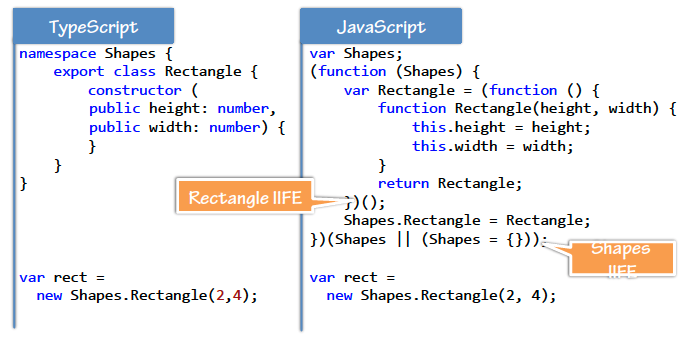 TypeScript
namespace Shapes {
    export class Rectangle {
        constructor (
        public height: number,
        public width: number) {
        }
    }
}
var rect =
  new Shapes.Rectangle(2,4);
JavaScript
var Shapes;
(function (Shapes) {
    var Rectangle = (function () {
        function Rectangle(height, width) {
            this.height = height;
            this.width = width;
        }
        return Rectangle;
    })();
    Shapes.Rectangle = Rectangle;
})(Shapes || (Shapes = {}));
var rect =
  new Shapes.Rectangle(2, 4);
Rectangle IIFE
Shapes
IIFE